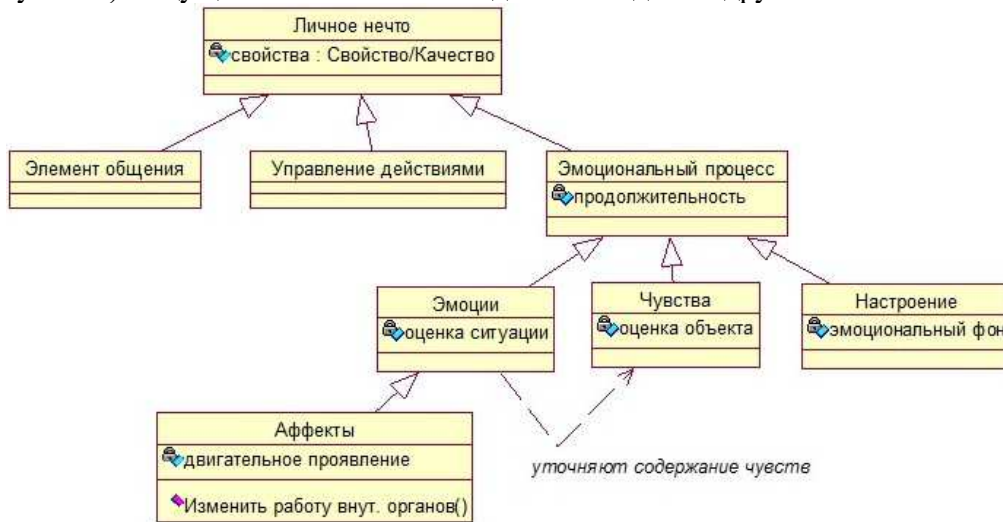 Личное нечто
свойства : Свойство/Качество
Элемент общения
Управление действиями
Эмоциональный процесс
продолжительность
Эмоции
оценка ситуации
Чувства
оценка объекта
Настроение
эмоциональный фон
Аффекты
двигательное проявление
Изменить работу внут. органов()
уточняют содержание чувств